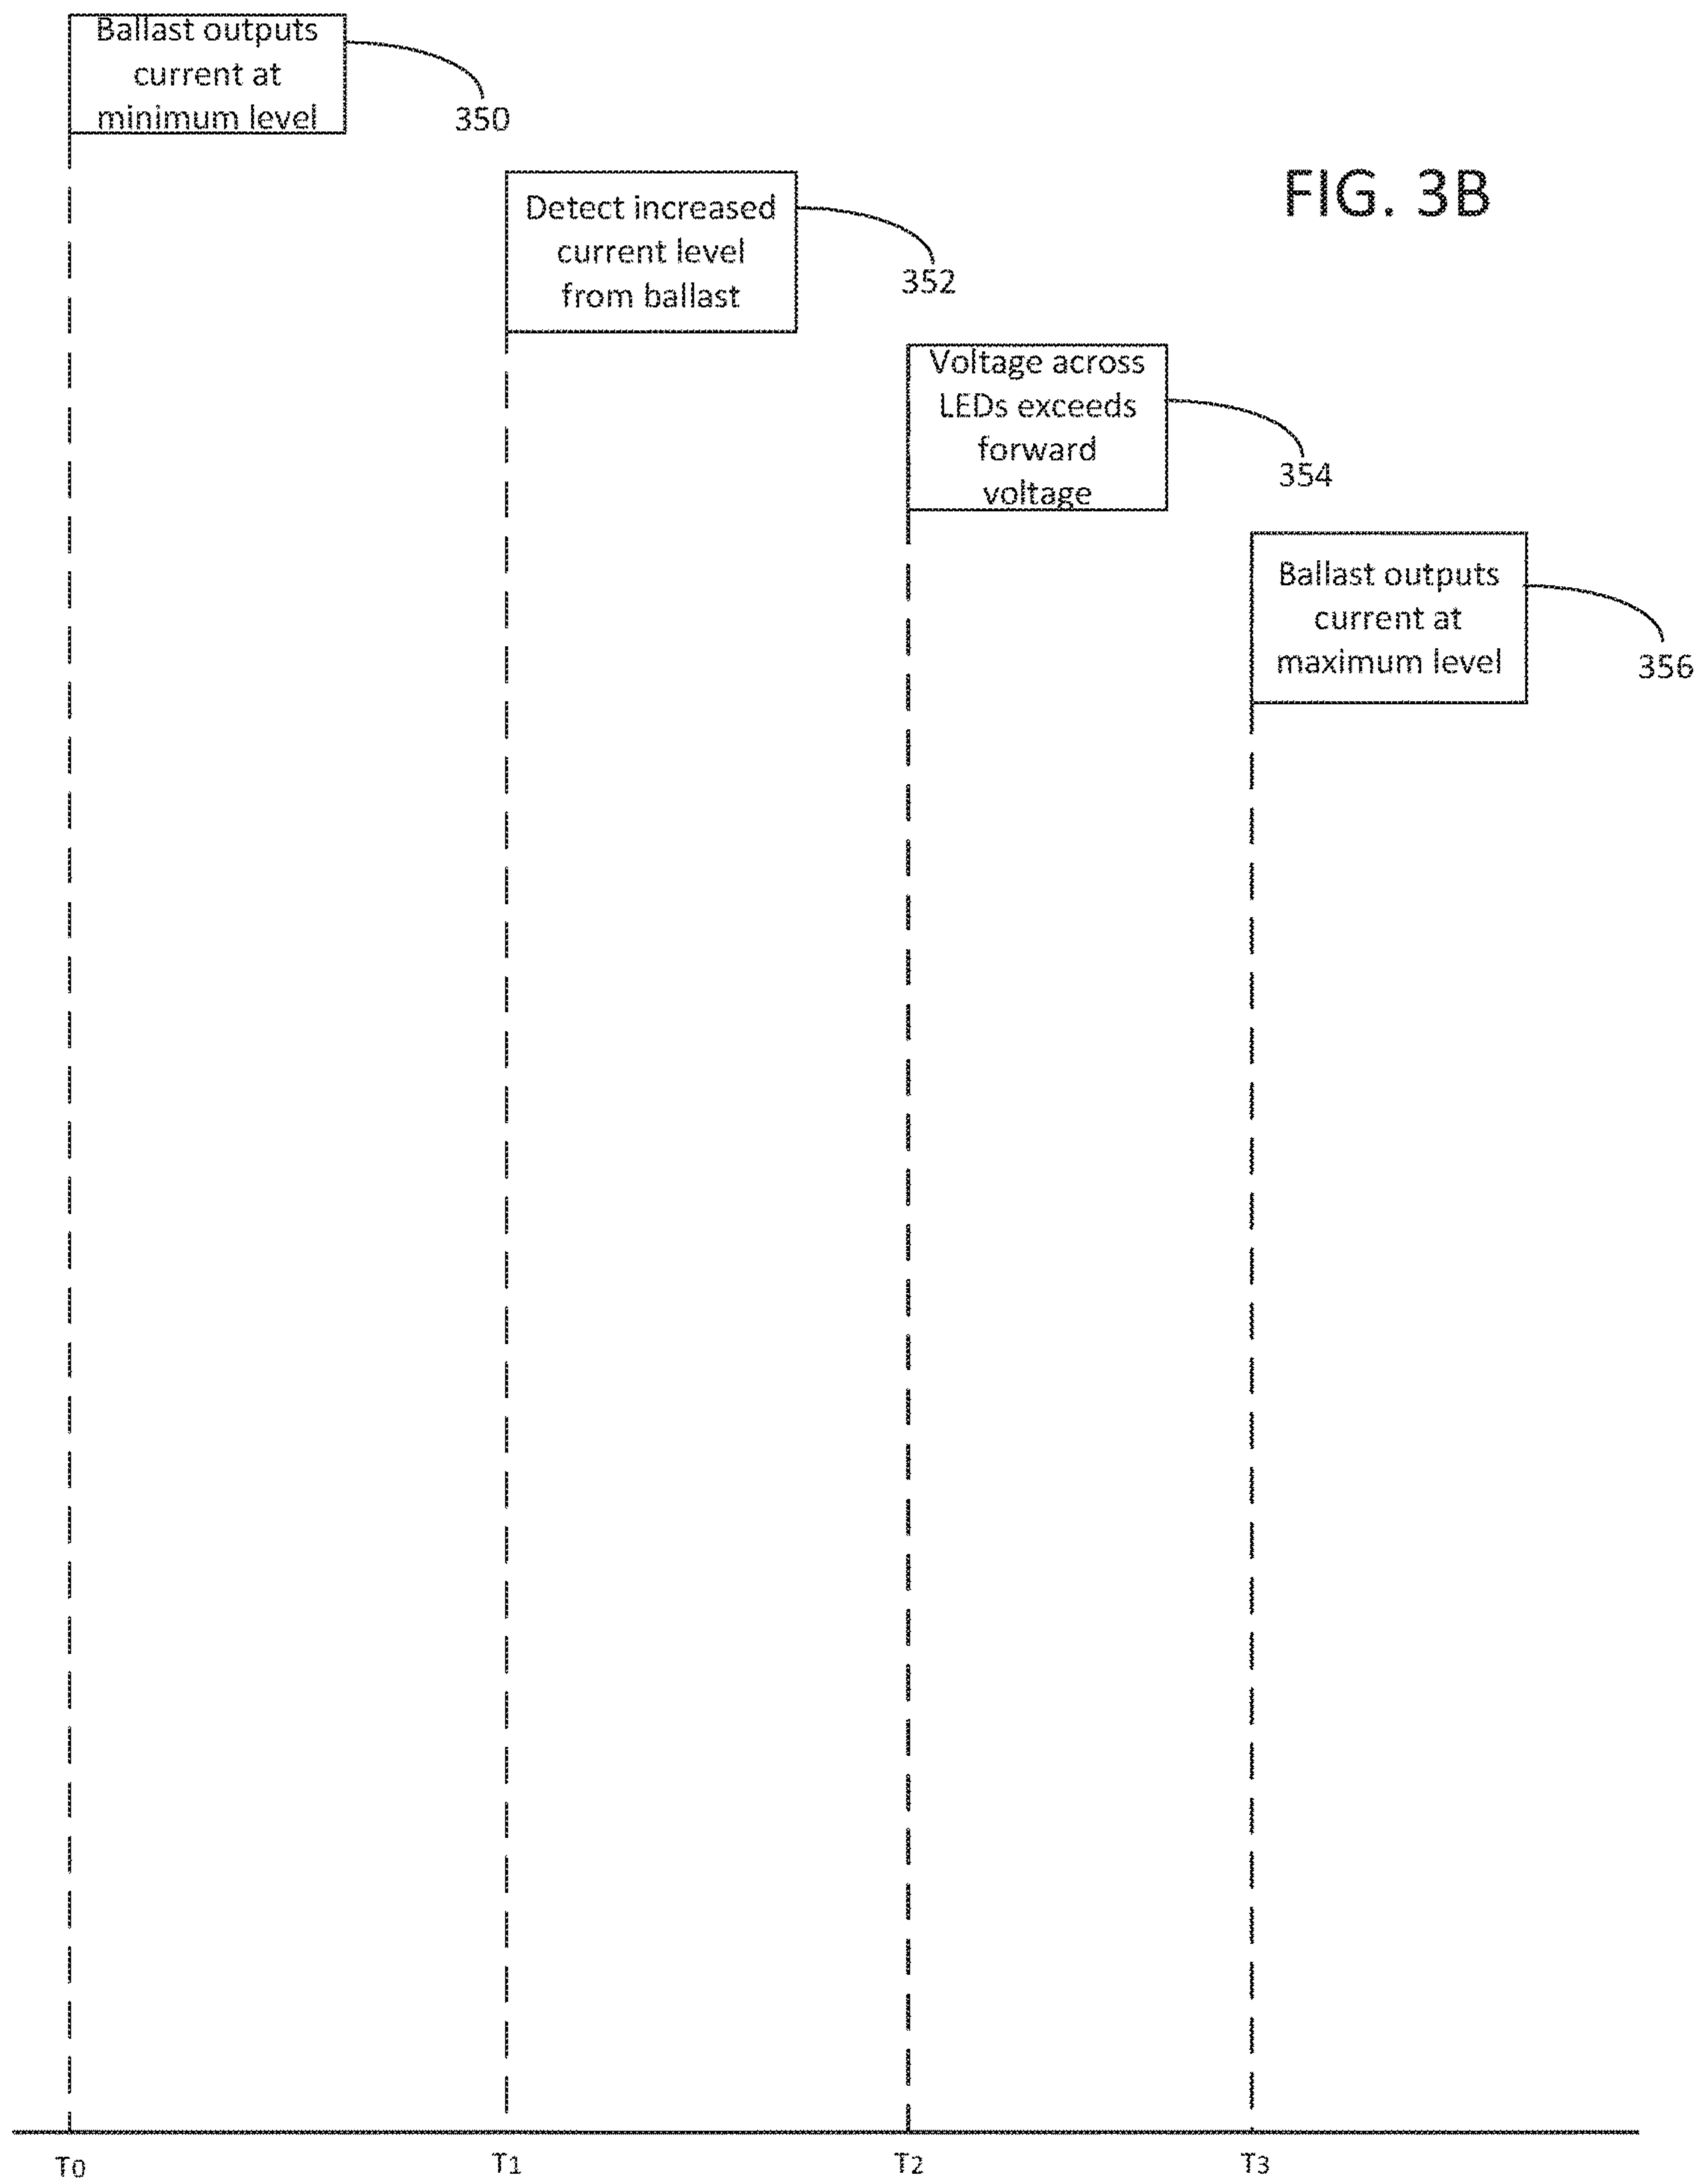 Ballast outputs
current at
minimum level
350
FIG. 3B
Detect increased
current level
from ballast
352
Voltage across
LEDs exceeds
forward
voltage
354
Ballast outputs
current at
maximum level
356
T0
T1
T2
T3